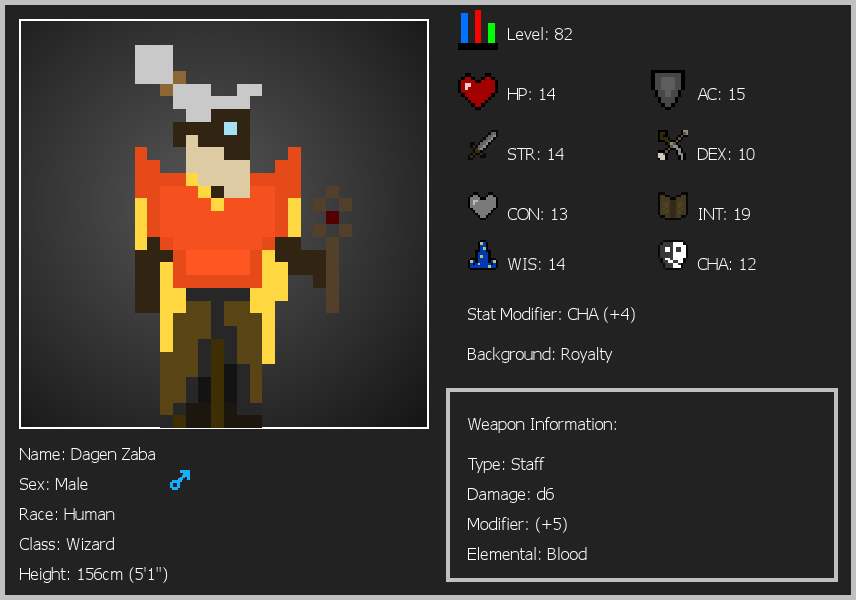 Level: 82
HP: 14
AC: 15
STR: 14
DEX: 10
CON: 13
INT: 19
WIS: 14
CHA: 12
Stat Modifier: CHA (+4)
Background: Royalty
Weapon Information:
Type: Staff
Damage: d6
Modifier: (+5)
Elemental: Blood
Name: Dagen Zaba
Sex: Male
Race: Human
Class: Wizard
Height: 156cm (5'1")